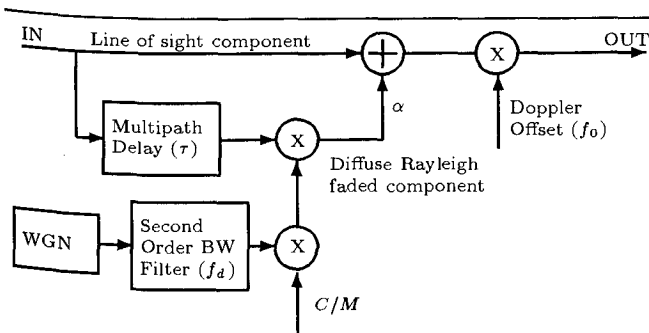 IN
Line of sight component
X
OUT
α
Doppler
Offset (f₀)
Multipath
Delay (τ)
X
Diffuse Rayleigh
faded component
WGN
Second
Order BW
Filter (f_d)
X
C/M